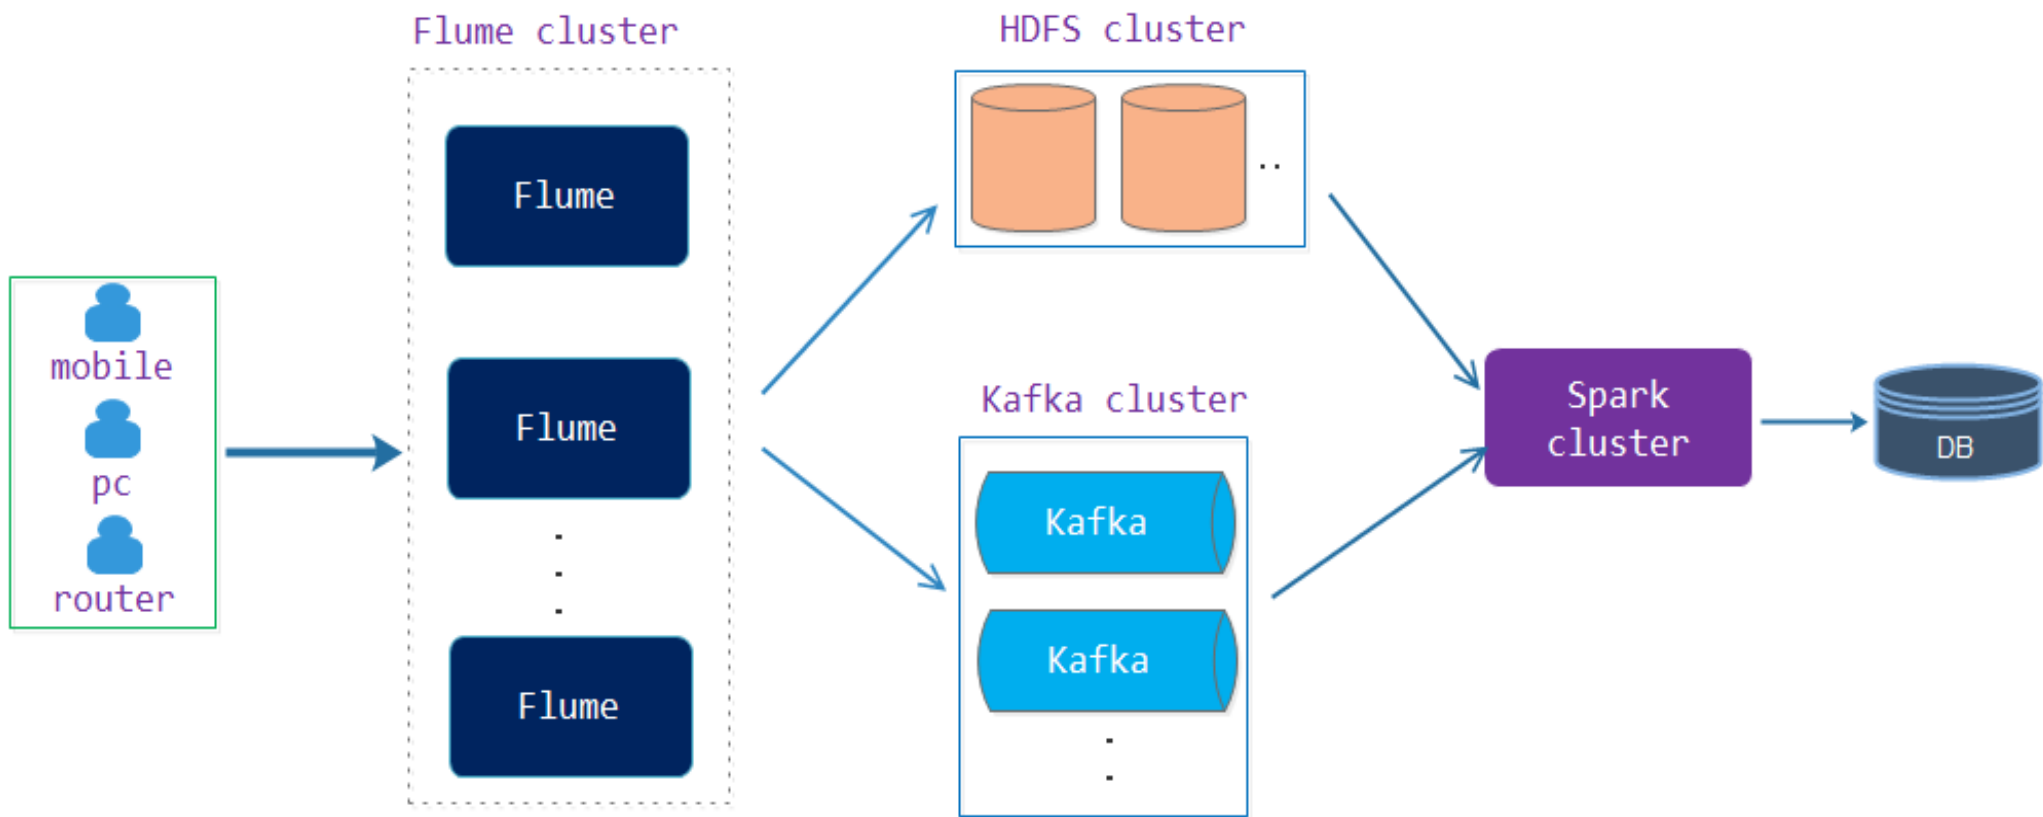 Flume cluster
HDFS cluster
Flume
mobile
pc
router
Flume
Flume
Kafka cluster
Kafka
Kafka
Spark
cluster
DB